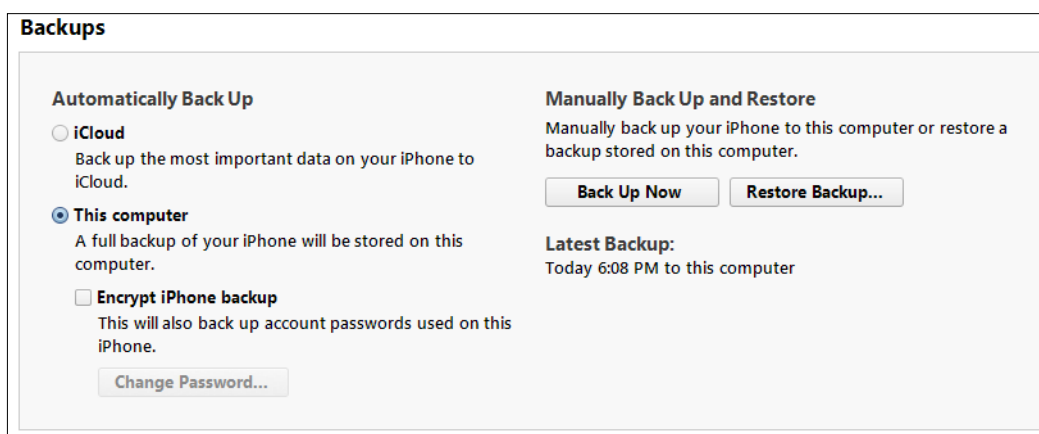 Backups
Automatically Back Up
iCloud
Back up the most important data on your iPhone to
iCloud.
This computer
A full backup of your iPhone will be stored on this
computer.
Encrypt iPhone backup
This will also back up account passwords used on this
iPhone.
Change Password...
Manually Back Up and Restore
Manually back up your iPhone to this computer or restore a
backup stored on this computer.
Back Up Now
Restore Backup...
Latest Backup:
Today 6:08 PM to this computer